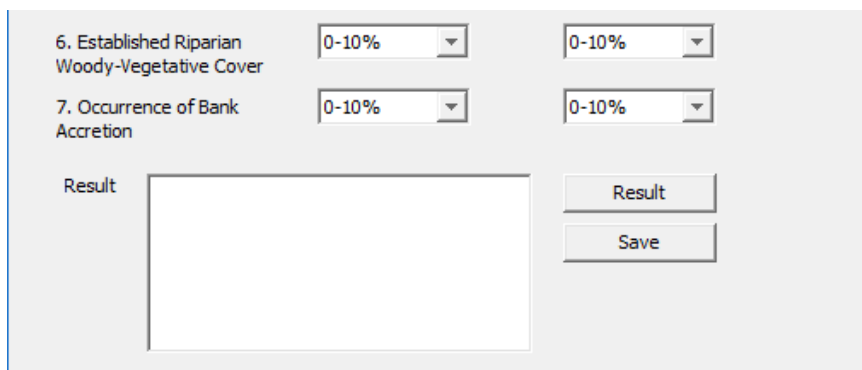 6. Established Riparian 0-10% 0-10%
Woody-Vegetative Cover
7. Occurrence of Bank 0-10% 0-10%
Accretion
Result Result
Save